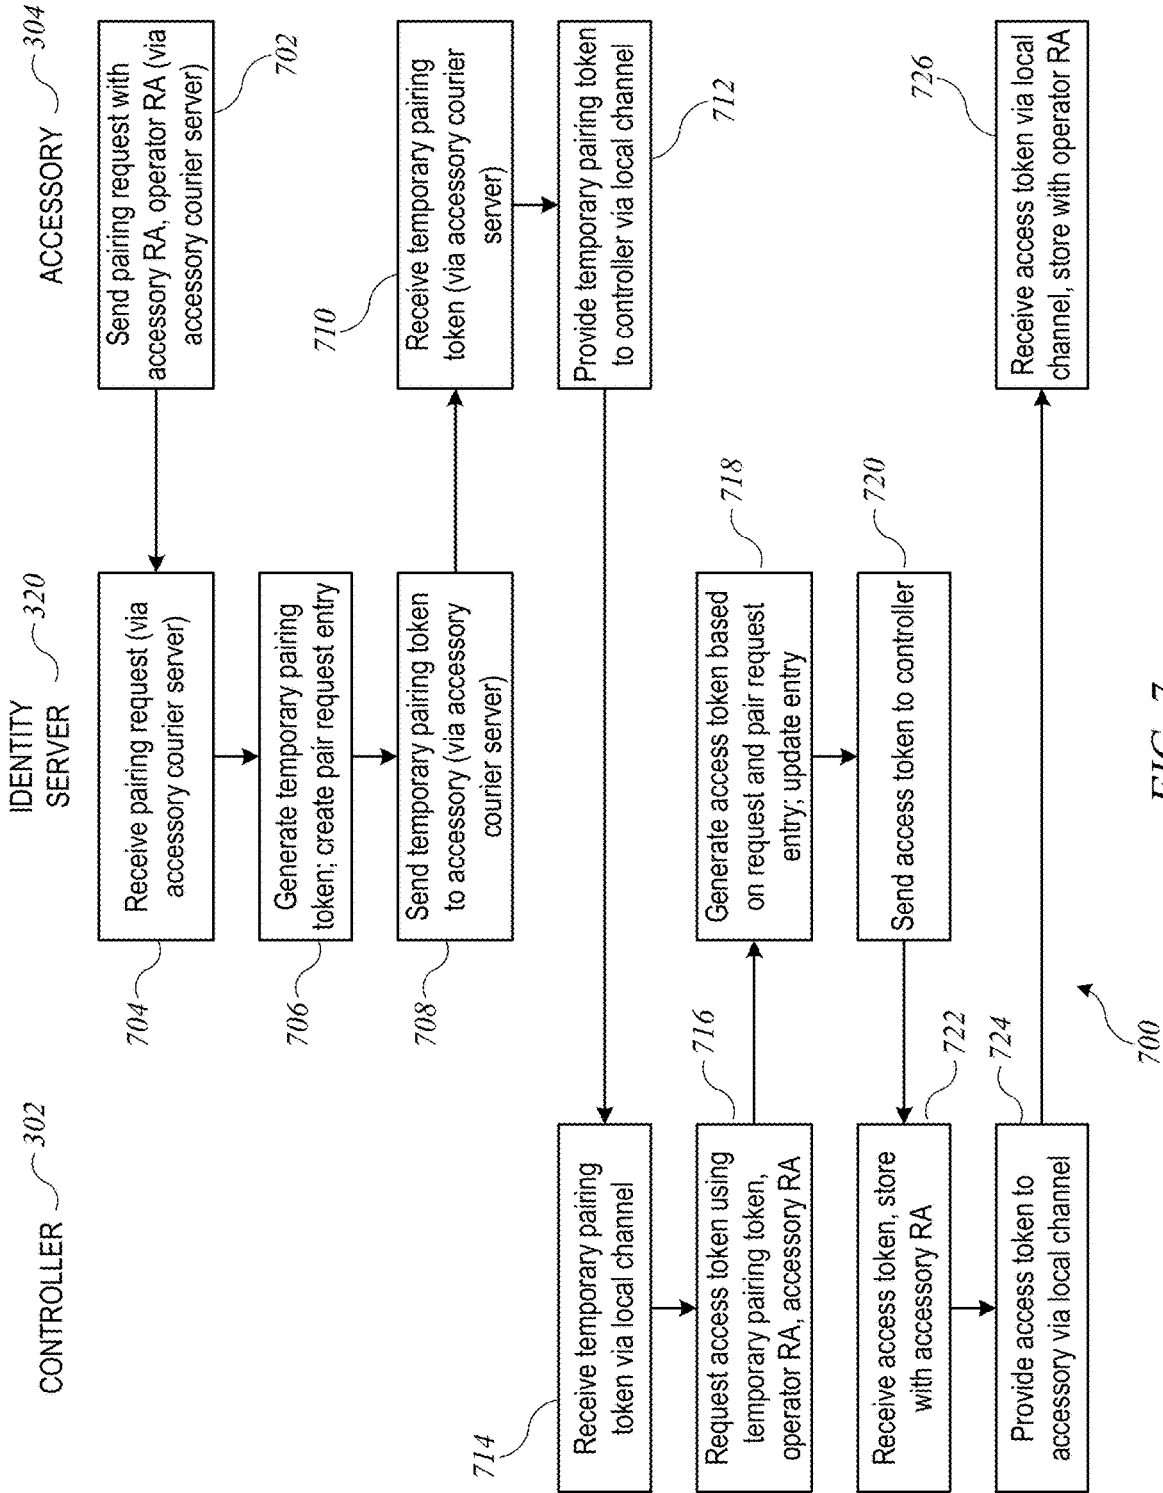 CONTROLLER 302
IDENTITY
SERVER 320
ACCESSORY 304
Send pairing request with
accessory RA, operator RA (via
accessory courier server)
702
Receive pairing request (via
accessory courier server)
704
Generate temporary pairing
token; create pair request entry
706
Send temporary pairing token
to accessory (via accessory
courier server)
708
Receive temporary pairing
token (via accessory courier
server)
710
Provide temporary pairing token
to controller via local channel
712
Receive temporary pairing
token via local channel
714
Request access token using
temporary pairing token,
operator RA, accessory RA
716
Generate access token based
on request and pair request
entry; update entry
718
Send access token to controller
720
Receive access token, store
with accessory RA
722
Provide access token to
accessory via local channel
724
Receive access token via local
channel, store with operator RA
726
700
FIG. 7